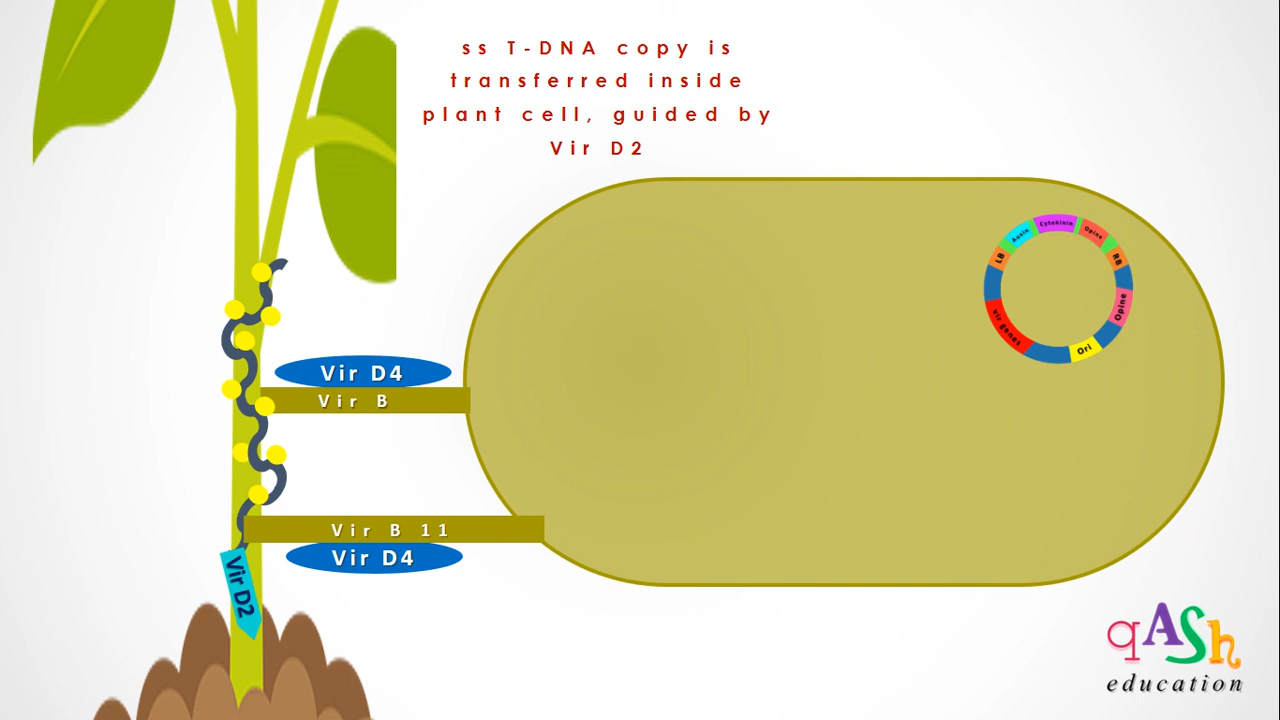 ss T-DNA copy is
transferred inside
plant cell, guided by
Vir D2
Auxin
Cytokinin
Opine
LB
RB
Opine
vir genes
Ori
Vir D4
Vir B
Vir B 11
Vir D4
Vir D2
qASh
education